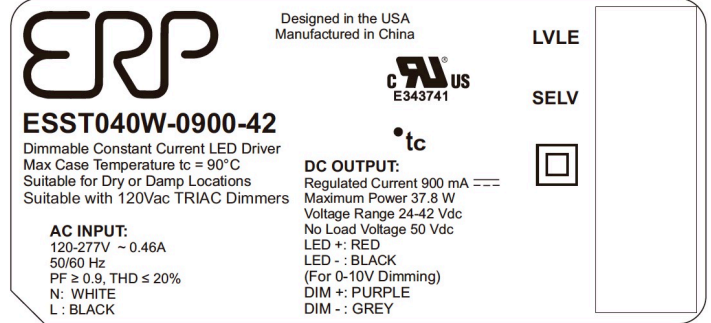 ERP
Designed in the USA
Manufactured in China
LVLE
C RU ® US
E343741
SELV
ESST040W-0900-42
Dimmable Constant Current LED Driver
Max Case Temperature tc = 90°C
Suitable for Dry or Damp Locations
Suitable with 120Vac TRIAC Dimmers
•tc
AC INPUT:
120-277V ~ 0.46A
50/60 Hz
PF ≥ 0.9, THD ≤ 20%
N: WHITE
L : BLACK
DC OUTPUT:
Regulated Current 900 mA ⎓
Maximum Power 37.8 W
Voltage Range 24-42 Vdc
No Load Voltage 50 Vdc
LED +: RED
LED - : BLACK
(For 0-10V Dimming)
DIM +: PURPLE
DIM - : GREY